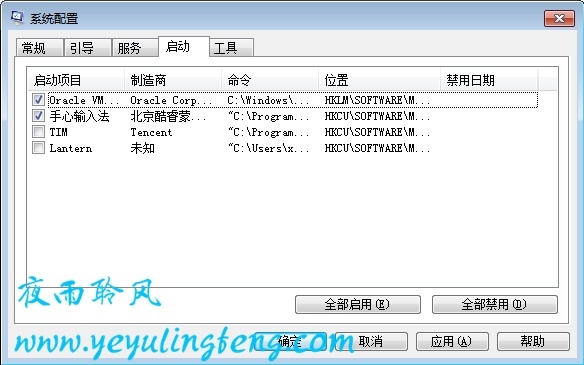 系统配置
常规 引导 服务 启动 工具
启动项目 制造商 命令 位置 禁用日期
Oracle VM... Oracle Corp... C:\Windows\... HKLM\SOFTWARE\M...
手心输入法 北京酷睿蒙... "C:\Program... HKCU\SOFTWARE\M...
TIM Tencent "C:\Program... HKCU\SOFTWARE\M...
Lantern 未知 "C:\Users\x... HKCU\SOFTWARE\M...
夜雨聆风
全部启用(E) 全部禁用(D)
www.yeyulingfeng.com
确定 取消 应用(A) 帮助